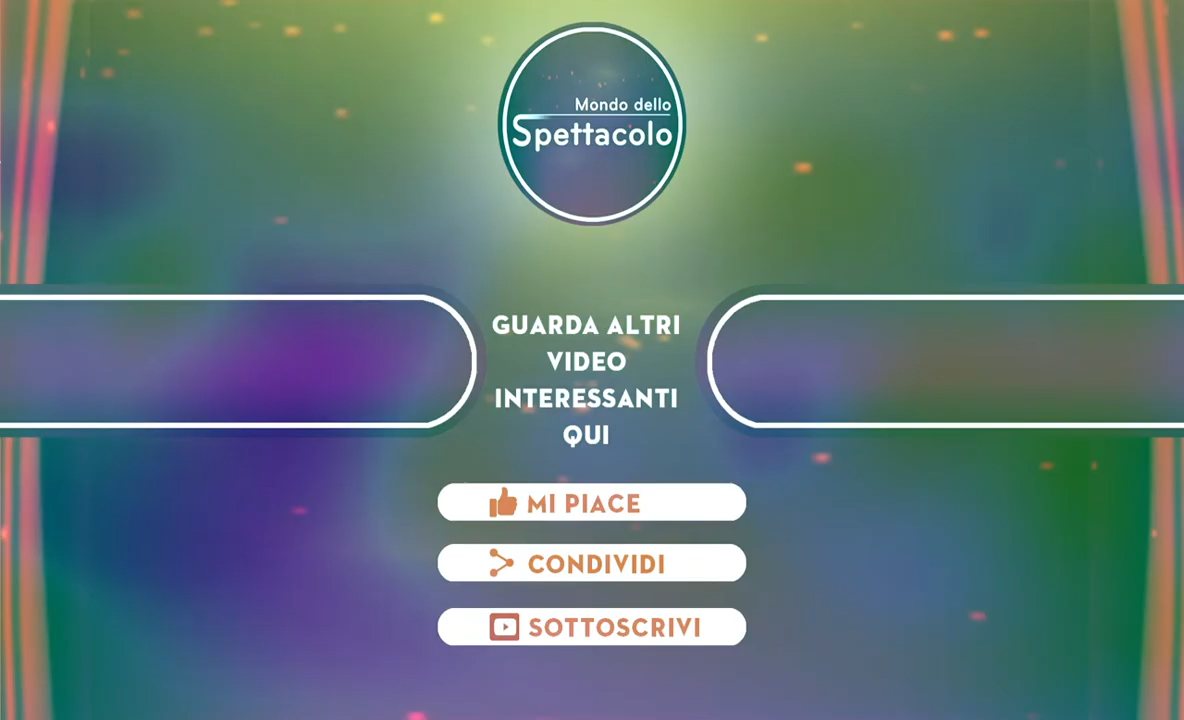 Mondo dello
Spettacolo
GUARDA ALTRI
VIDEO
INTERESSANTI
QUI
MI PIACE
CONDIVIDI
SOTTOSCRIVI